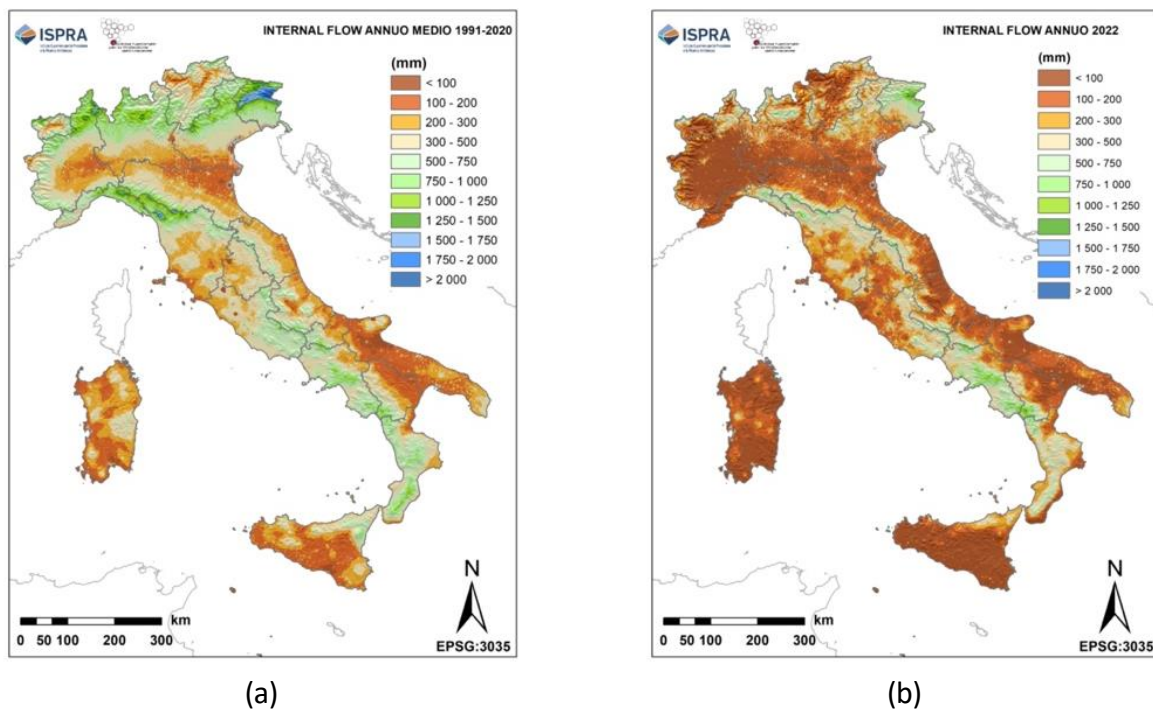 ISPRA
INTERNAL FLOW ANNUO MEDIO 1991-2020
(mm)
< 100
100 - 200
200 - 300
300 - 500
500 - 750
750 - 1 000
1 000 - 1 250
1 250 - 1 500
1 500 - 1 750
1 750 - 2 000
> 2 000
N
km
0 50 100 200 300
EPSG:3035
(a)
ISPRA
INTERNAL FLOW ANNUO 2022
(mm)
< 100
100 - 200
200 - 300
300 - 500
500 - 750
750 - 1 000
1 000 - 1 250
1 250 - 1 500
1 500 - 1 750
1 750 - 2 000
> 2 000
N
km
0 50 100 200 300
EPSG:3035
(b)